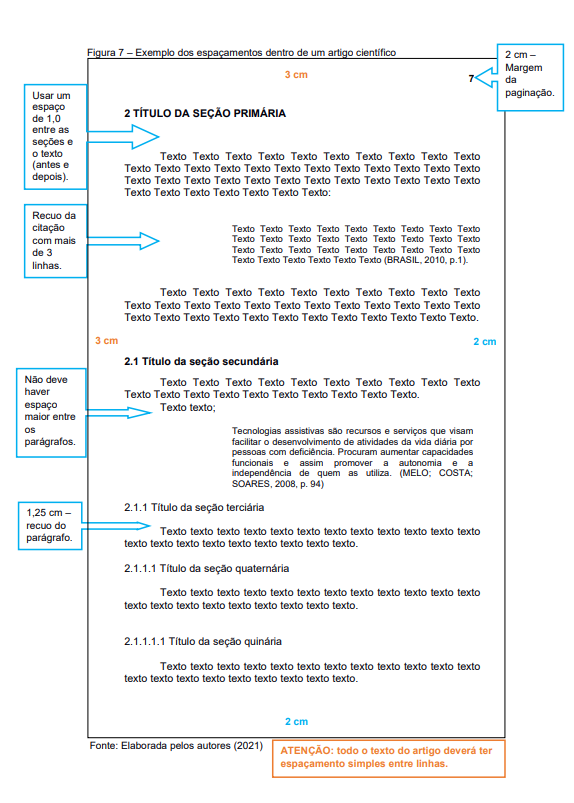 Figura 7 – Exemplo dos espaçamentos dentro de um artigo científico
3 cm
7
2 cm –
Margem
da
paginação.
Usar um
espaço
de 1,0
entre as
seções e
o texto
(antes e
depois).
2 TÍTULO DA SEÇÃO PRIMÁRIA
Texto Texto Texto Texto Texto Texto Texto Texto Texto Texto
Texto Texto Texto Texto Texto Texto Texto Texto Texto Texto Texto
Texto Texto Texto Texto Texto Texto Texto Texto Texto Texto Texto
Texto Texto Texto Texto Texto Texto Texto:
Recuo da
citação
com mais
de 3
linhas.
Texto Texto Texto Texto Texto Texto Texto Texto Texto
Texto Texto Texto Texto Texto Texto Texto Texto Texto
Texto Texto Texto Texto Texto Texto Texto Texto Texto
Texto Texto Texto Texto Texto Texto (BRASIL, 2010, p.1).
Texto Texto Texto Texto Texto Texto Texto Texto Texto Texto
Texto Texto Texto Texto Texto Texto Texto Texto Texto Texto Texto
Texto Texto Texto Texto Texto Texto Texto Texto Texto Texto Texto.
3 cm
2 cm
2.1 Título da seção secundária
Não deve
haver
espaço
maior entre
os
parágrafos.
Texto Texto Texto Texto Texto Texto Texto Texto Texto Texto
Texto Texto Texto Texto Texto Texto Texto Texto Texto.
Texto texto;
Tecnologias assistivas são recursos e serviços que visam
facilitar o desenvolvimento de atividades da vida diária por
pessoas com deficiência. Procuram aumentar capacidades
funcionais e assim promover a autonomia e a
independência de quem as utiliza. (MELO; COSTA;
SOARES, 2008, p. 94)
1,25 cm –
recuo do
parágrafo.
2.1.1 Título da seção terciária
Texto texto texto texto texto texto texto texto texto texto texto texto
texto texto texto texto texto texto texto texto texto.
2.1.1.1 Título da seção quaternária
Texto texto texto texto texto texto texto texto texto texto texto texto
texto texto texto texto texto texto texto texto texto.
2.1.1.1.1 Título da seção quinária
Texto texto texto texto texto texto texto texto texto texto texto texto
texto texto texto texto texto texto texto texto texto.
2 cm
Fonte: Elaborada pelos autores (2021)
ATENÇÃO: todo o texto do artigo deverá ter
espaçamento simples entre linhas.